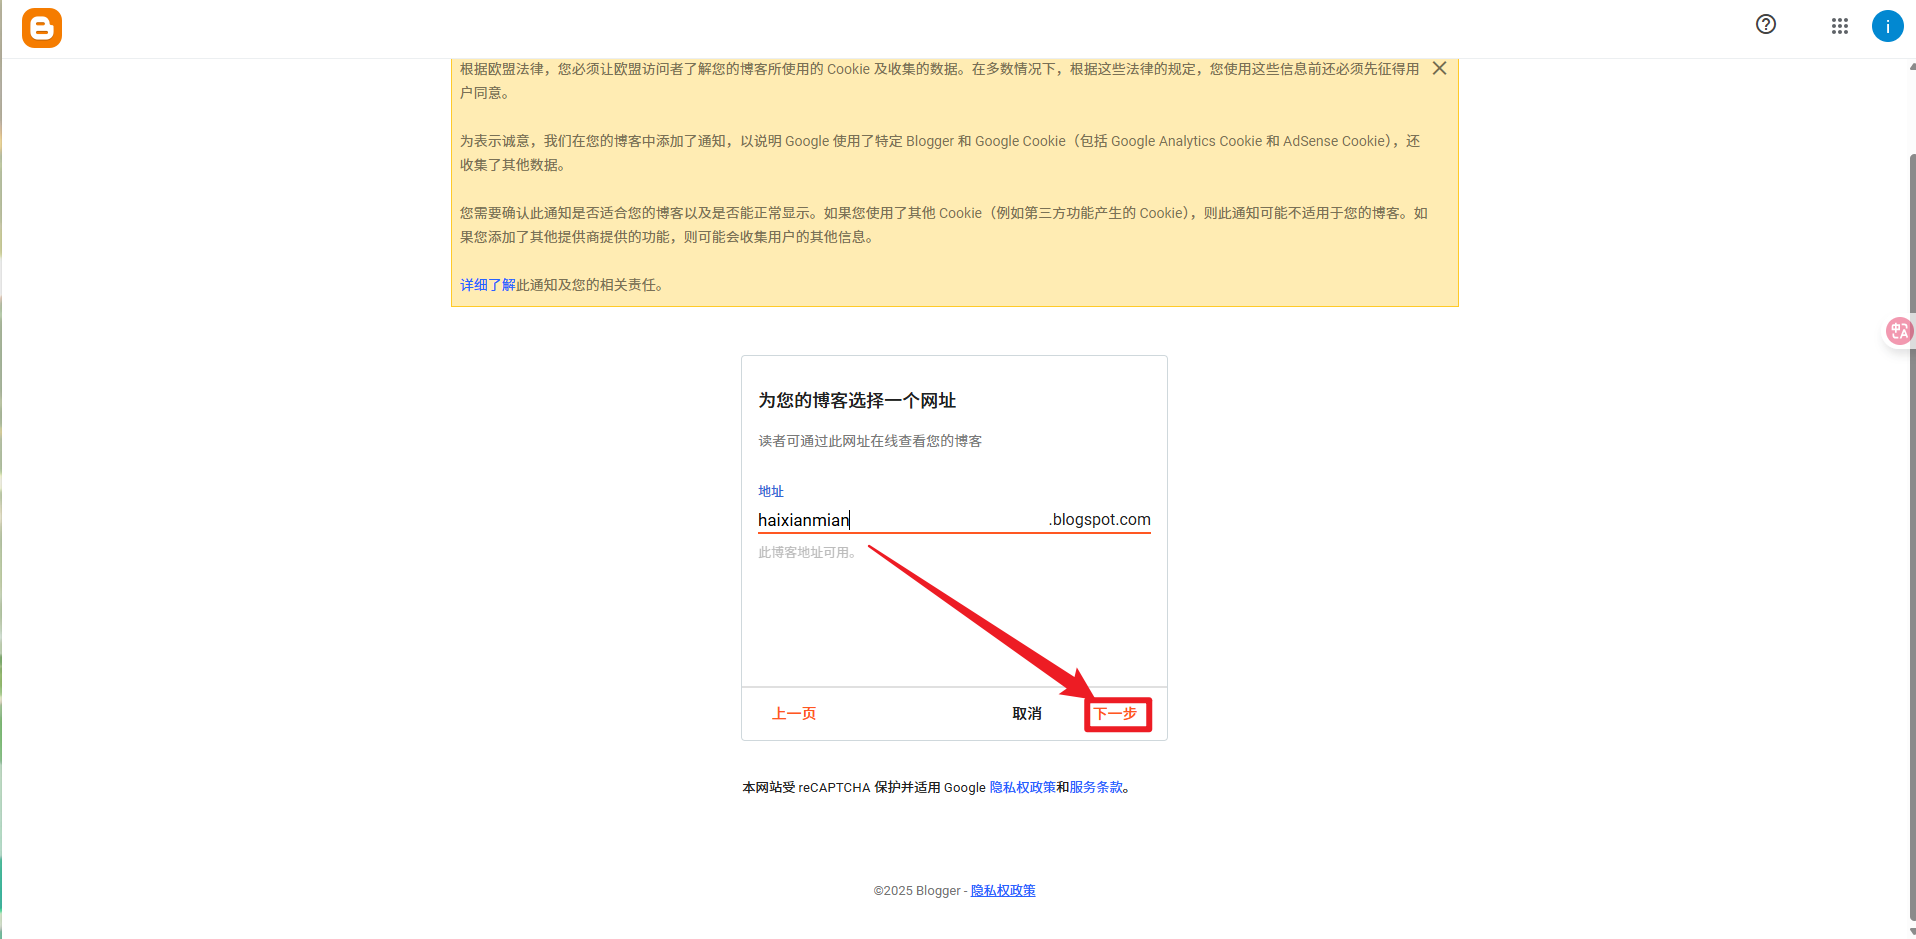 i
根据欧盟法律，您必须让欧盟访问者了解您的博客所使用的 Cookie 及收集的数据。在多数情况下，根据这些法律的规定，您使用这些信息前还必须先征得用
户同意。
为表示诚意，我们在您的博客中添加了通知，以说明 Google 使用了特定 Blogger 和 Google Cookie（包括 Google Analytics Cookie 和 AdSense Cookie），还
收集了其他数据。
您需要确认此通知是否适合您的博客以及是否能正常显示。如果您使用了其他 Cookie（例如第三方功能产生的 Cookie），则此通知可能不适用于您的博客。如
果您添加了其他提供商提供的功能，则可能会收集用户的其他信息。
详细了解此通知及您的相关责任。
为您的博客选择一个网址
读者可通过此网址在线查看您的博客
地址
haixianmian .blogspot.com
此博客地址可用。
上一页 取消 下一步
本网站受 reCAPTCHA 保护并适用 Google 隐私权政策和服务条款。
©2025 Blogger - 隐私权政策